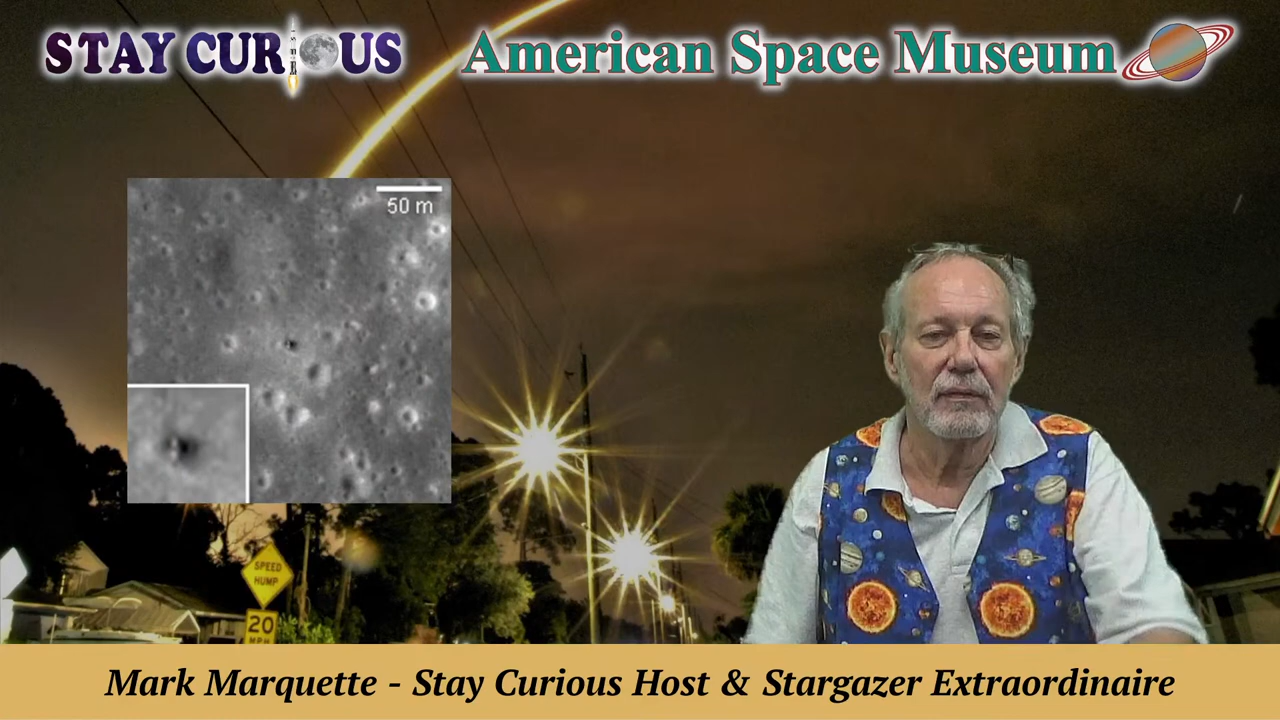 STAY CURIOUS
American Space Museum
50 m
SPEED
HUMP
20
MPH
Mark Marquette - Stay Curious Host & Stargazer Extraordinaire